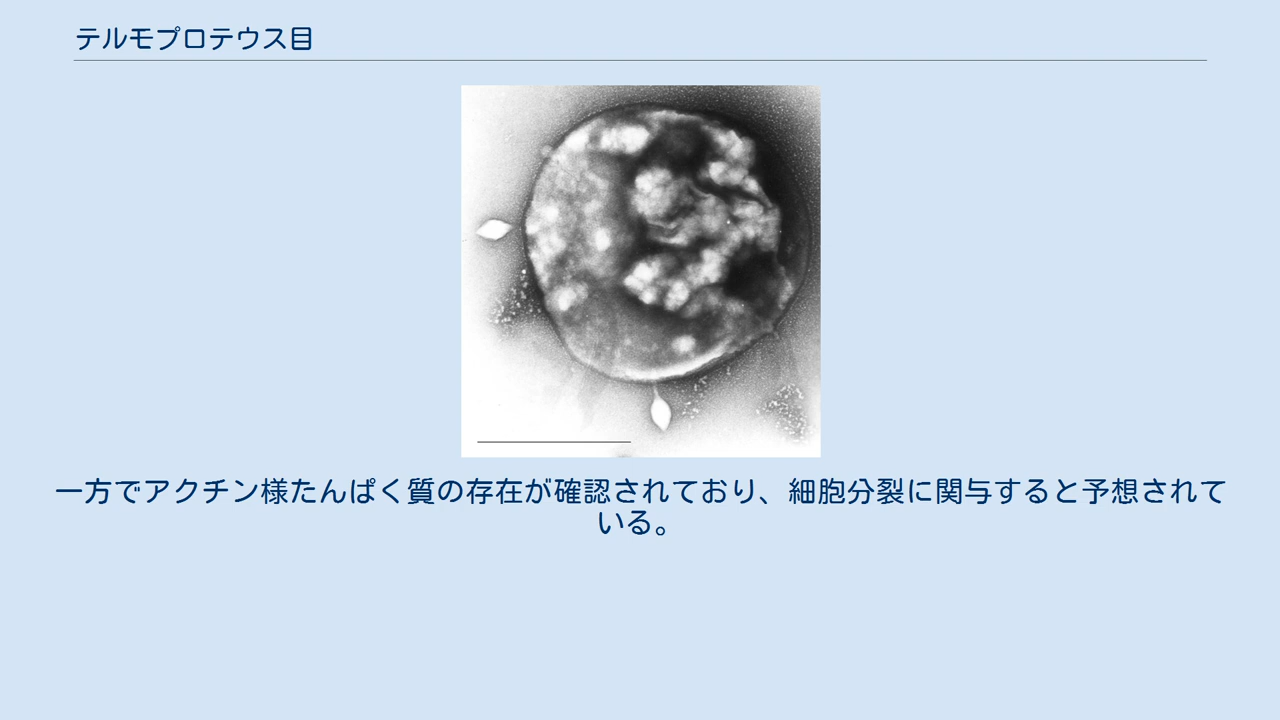 テルモプロテウス目
一方でアクチン様たんぱく質の存在が確認されており、細胞分裂に関与すると予想されて
いる。